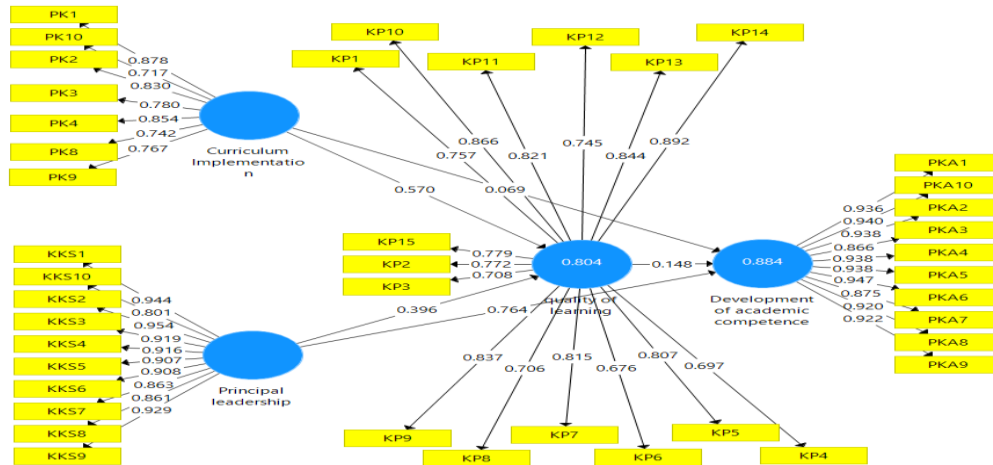 PK1
PK10
PK2
PK3
PK4
PK8
PK9
0.878
0.717
0.830
0.780
0.854
0.742
0.767
Curriculum
Implementatio
n
KP10
KP1
KP11
KP12
KP13
KP14
0.866
0.757
0.821
0.745
0.844
0.892
0.570
0.069
KKS1
KKS10
KKS2
KKS3
KKS4
KKS5
KKS6
KKS7
KKS8
KKS9
0.944
0.801
0.954
0.919
0.916
0.907
0.908
0.863
0.861
0.929
Principal
leadership
KP15
KP2
KP3
0.779
0.772
0.708
0.396
0.764
0.804
quality of
learning
0.148
0.884
Development
of academic
competence
PKA1
PKA10
PKA2
PKA3
PKA4
PKA5
PKA6
PKA7
PKA8
PKA9
0.936
0.940
0.938
0.866
0.938
0.938
0.947
0.875
0.920
0.922
0.837
0.706
0.815
0.676
0.807
0.697
KP9
KP8
KP7
KP6
KP5
KP4